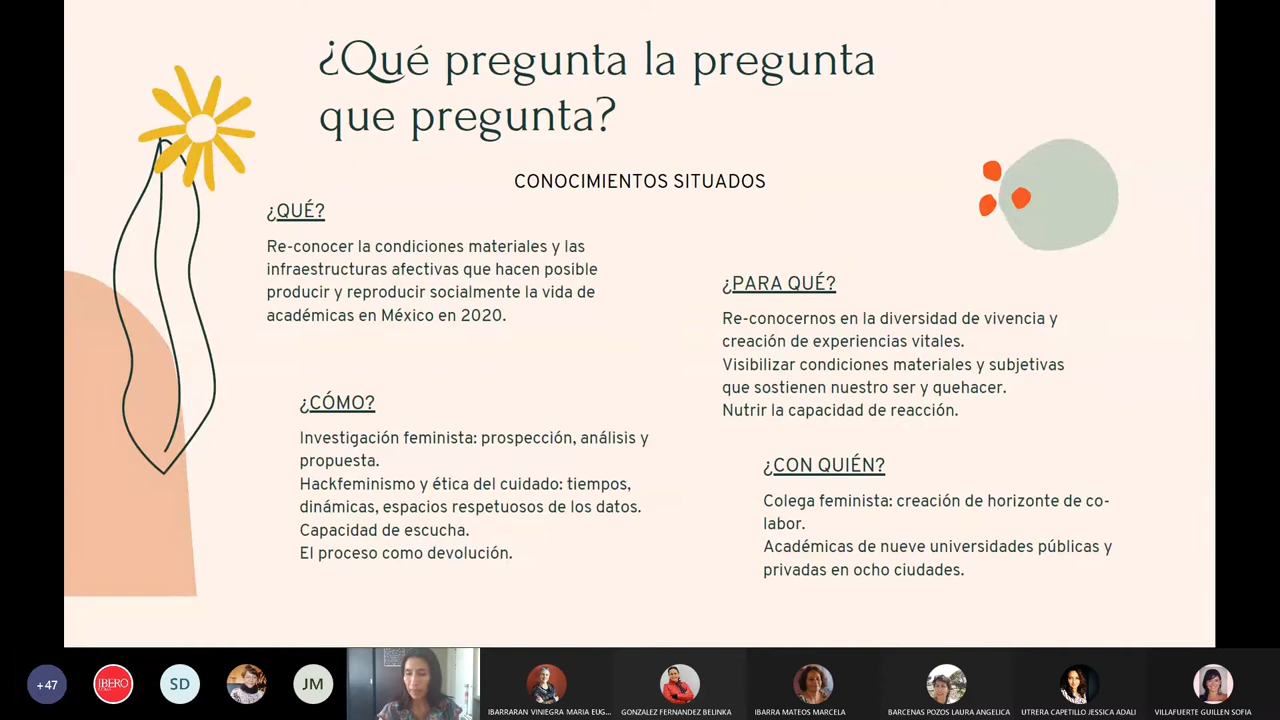 ¿Qué pregunta la pregunta
que pregunta?
CONOCIMIENTOS SITUADOS
¿QUÉ?
Re-conocer la condiciones materiales y las
infraestructuras afectivas que hacen posible
producir y reproducir socialmente la vida de
académicas en México en 2020.
¿CÓMO?
Investigación feminista: prospección, análisis y
propuesta.
Hackfeminismo y ética del cuidado: tiempos,
dinámicas, espacios respetuosos de los datos.
Capacidad de escucha.
El proceso como devolución.
¿PARA QUÉ?
Re-conocernos en la diversidad de vivencia y
creación de experiencias vitales.
Visibilizar condiciones materiales y subjetivas
que sostienen nuestro ser y quehacer.
Nutrir la capacidad de reacción.
¿CON QUIÉN?
Colega feminista: creación de horizonte de co-
labor.
Académicas de nueve universidades públicas y
privadas en ocho ciudades.
+47
IBERO
SD
JM
IBARRARAN VINIEGRA MARIA EUG...
GONZALEZ FERNANDEZ BELINKA
IBARRA MATEOS MARCELA
BARCENAS POZOS LAURA ANGELICA
UTRERA CAPETILLO JESSICA ADALI
VILLAFUERTE GUILLEN SOFIA